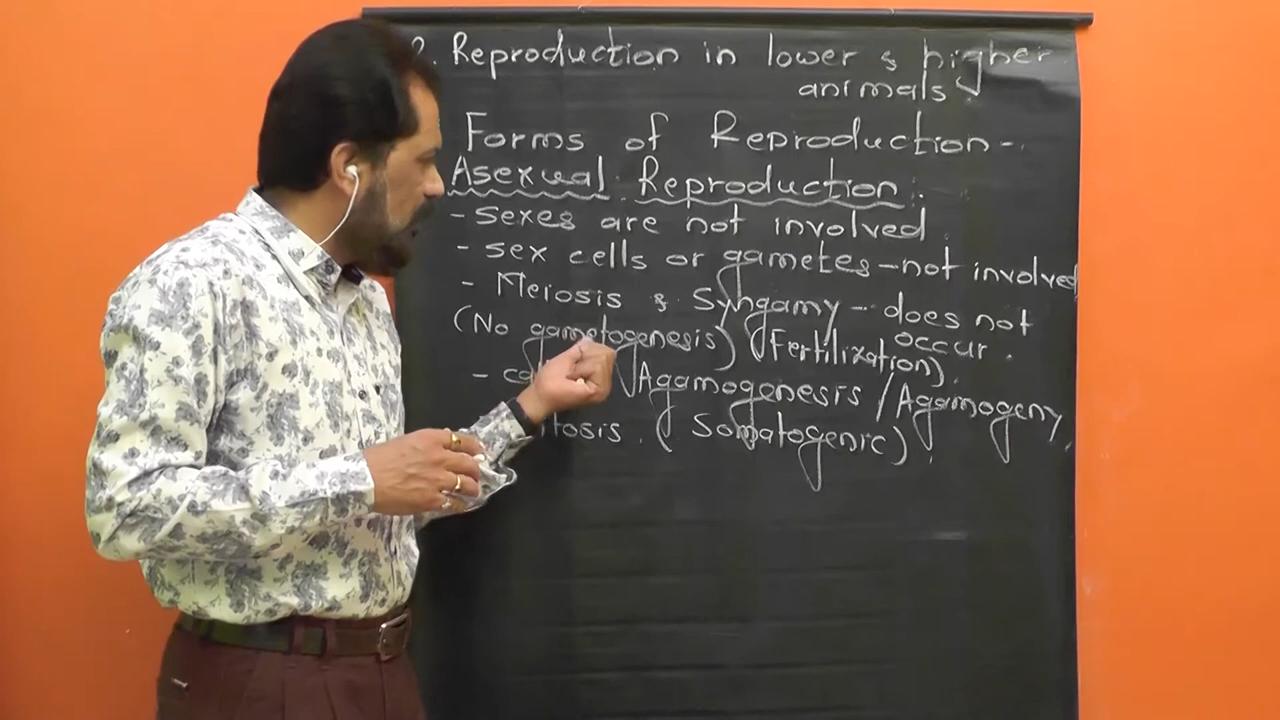 . Reproduction in lower & higher
animals.
Forms of Reproduction -
Asexual Reproduction :
- sexes are not involved.
- sex cells or gametes - not involved
- Meiosis & Syngamy - does not
occur.
(No gametogenesis) (Fertilization).
- Agamogenesis / Agamogeny,
(Somatogenic).